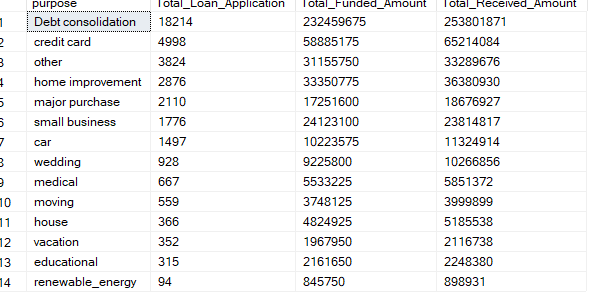 purpose Total_Loan_Application Total_Funded_Amount Total_Received_Amount
1 Debt consolidation 18214 232459675 253801871
2 credit card 4998 58885175 65214084
3 other 3824 31155750 33289676
4 home improvement 2876 33350775 36380930
5 major purchase 2110 17251600 18676927
6 small business 1776 24123100 23814817
7 car 1497 10223575 11324914
8 wedding 928 9225800 10266856
9 medical 667 5533225 5851372
10 moving 559 3748125 3999899
11 house 366 4824925 5185538
12 vacation 352 1967950 2116738
13 educational 315 2161650 2248380
14 renewable_energy 94 845750 898931